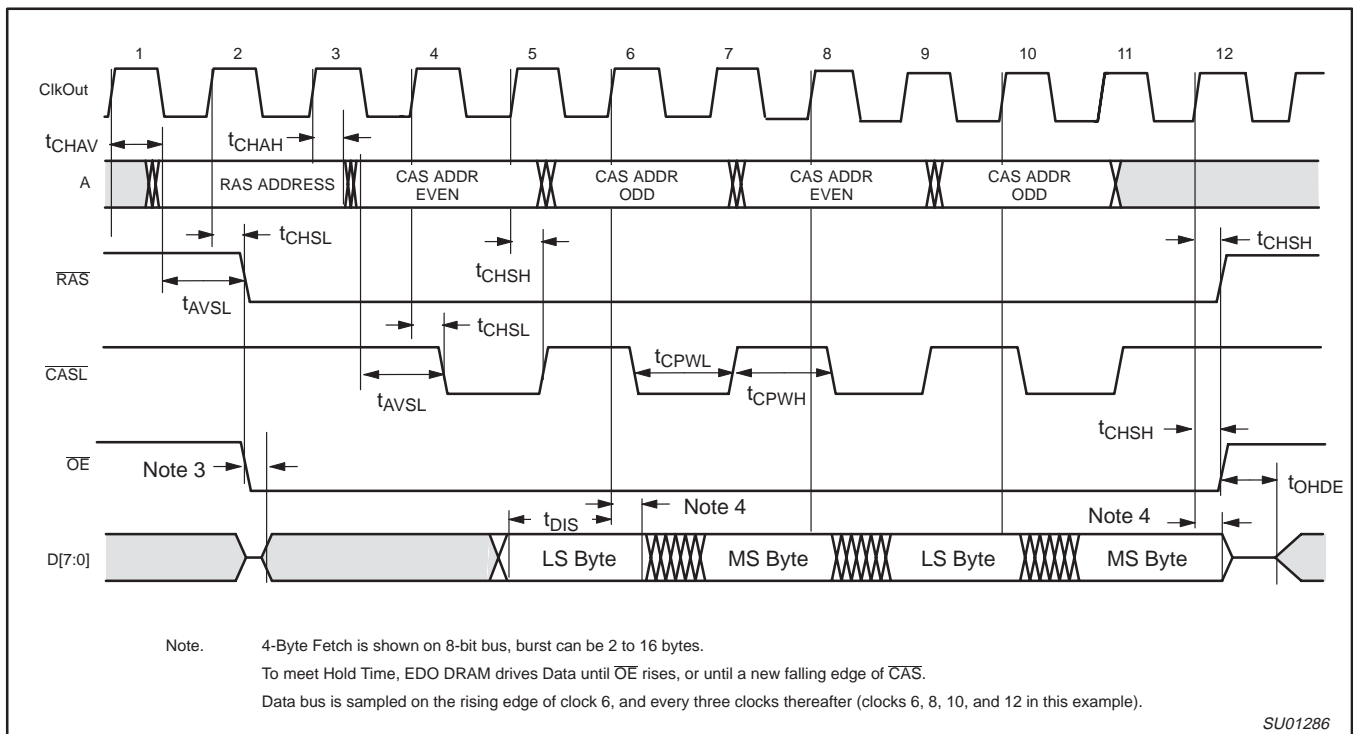 1 2 3 4 5 6 7 8 9 10 11 12
ClkOut
tCHAV
tCHAH
A
RAS ADDRESS
CAS ADDR
EVEN
CAS ADDR
ODD
CAS ADDR
EVEN
CAS ADDR
ODD
tCHSL
tCHSH
tCHSH
RAS
tAVSL
tCHSL
CASL
tAVSL
tCPWL
tCPWH
tCHSH
OE
Note 3
tOHDE
tDIS
Note 4
Note 4
D[7:0]
LS Byte
MS Byte
LS Byte
MS Byte
Note. 4-Byte Fetch is shown on 8-bit bus, burst can be 2 to 16 bytes.
To meet Hold Time, EDO DRAM drives Data until OE rises, or until a new falling edge of CAS.
Data bus is sampled on the rising edge of clock 6, and every three clocks thereafter (clocks 6, 8, 10, and 12 in this example).
SU01286